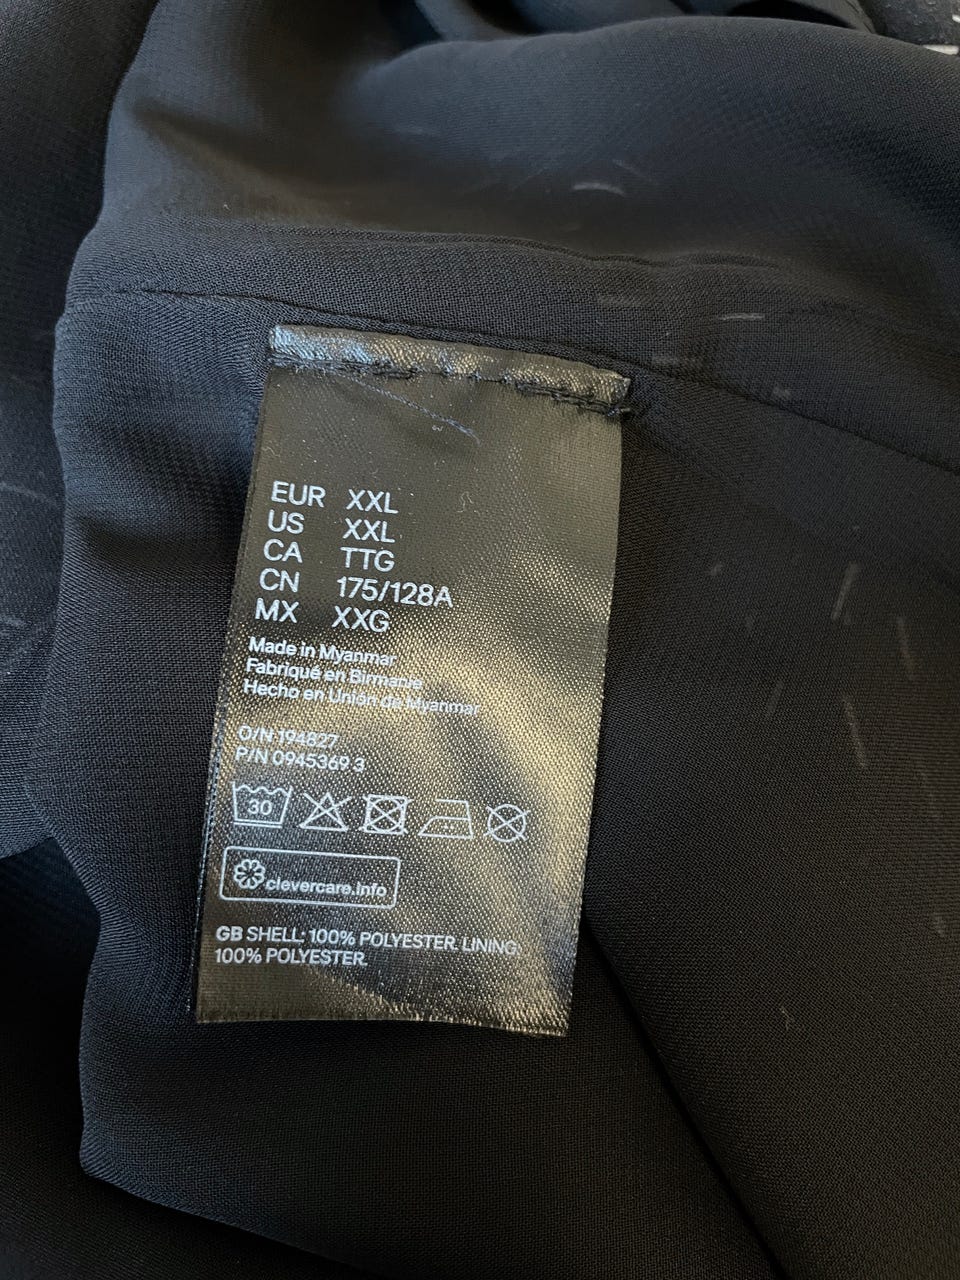 EUR XXL
US XXL
CA TTG
CN 175/128A
MX XXG
Made in Myanmar
Fabriqué en Birmanie
Hecho en Union de Myanmar
O/N 194827
P/N 0945369 3
30
clevercare.info
GB SHELL: 100% POLYESTER. LINING:
100% POLYESTER.